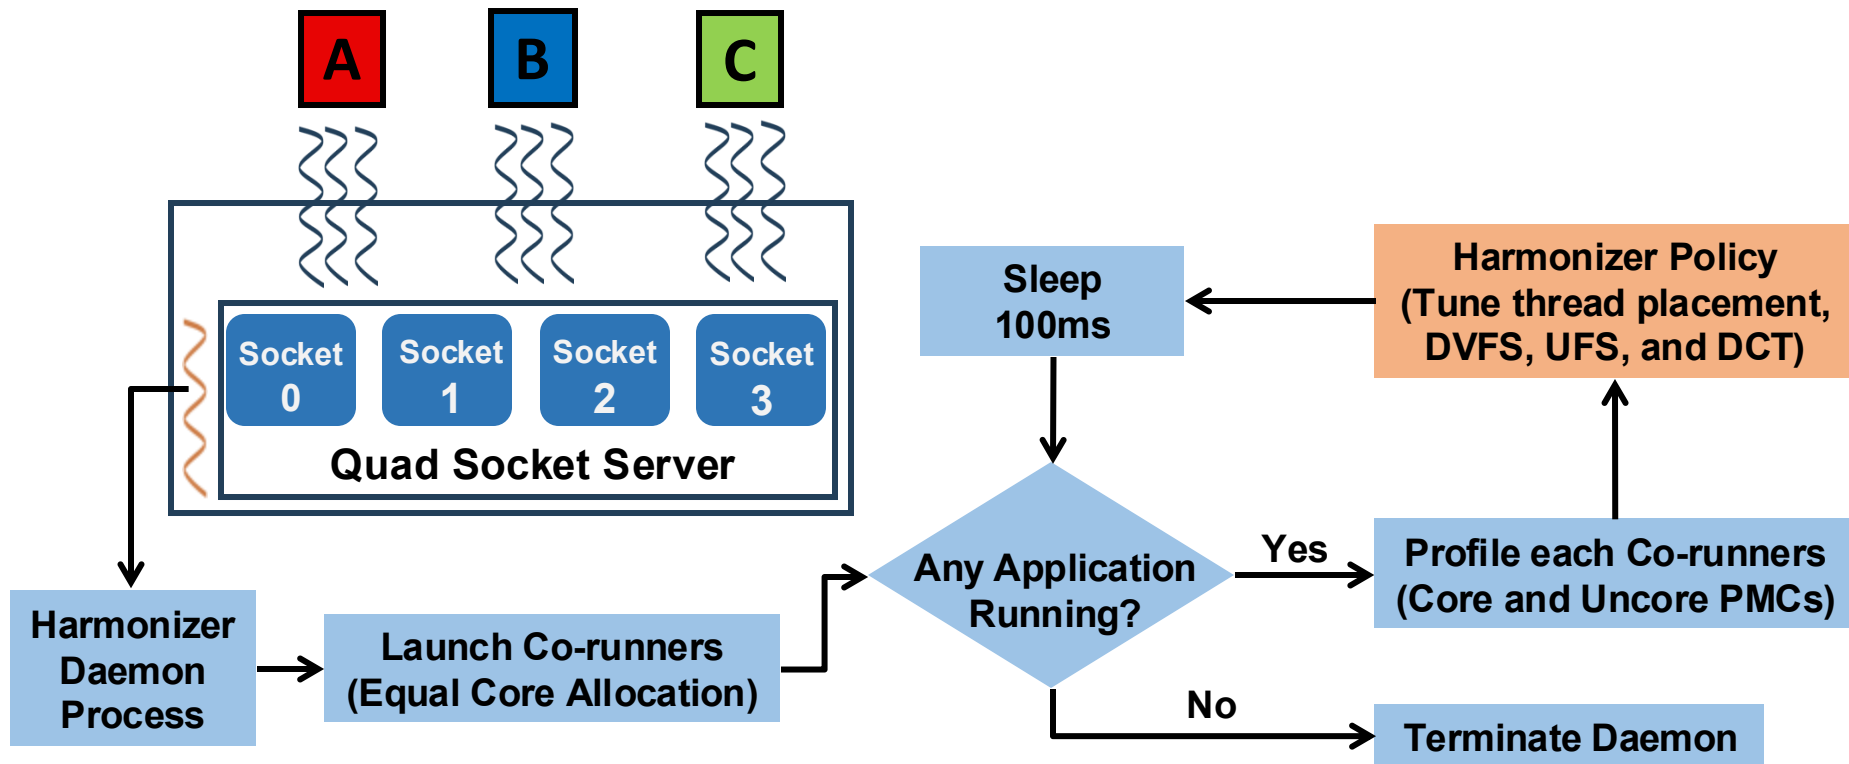 A
B
C
Socket
0
Socket
1
Socket
2
Socket
3
Quad Socket Server
Harmonizer
Daemon
Process
Launch Co-runners
(Equal Core Allocation)
Sleep
100ms
Any Application
Running?
Yes
No
Harmonizer Policy
(Tune thread placement,
DVFS, UFS, and DCT)
Profile each Co-runners
(Core and Uncore PMCs)
Terminate Daemon